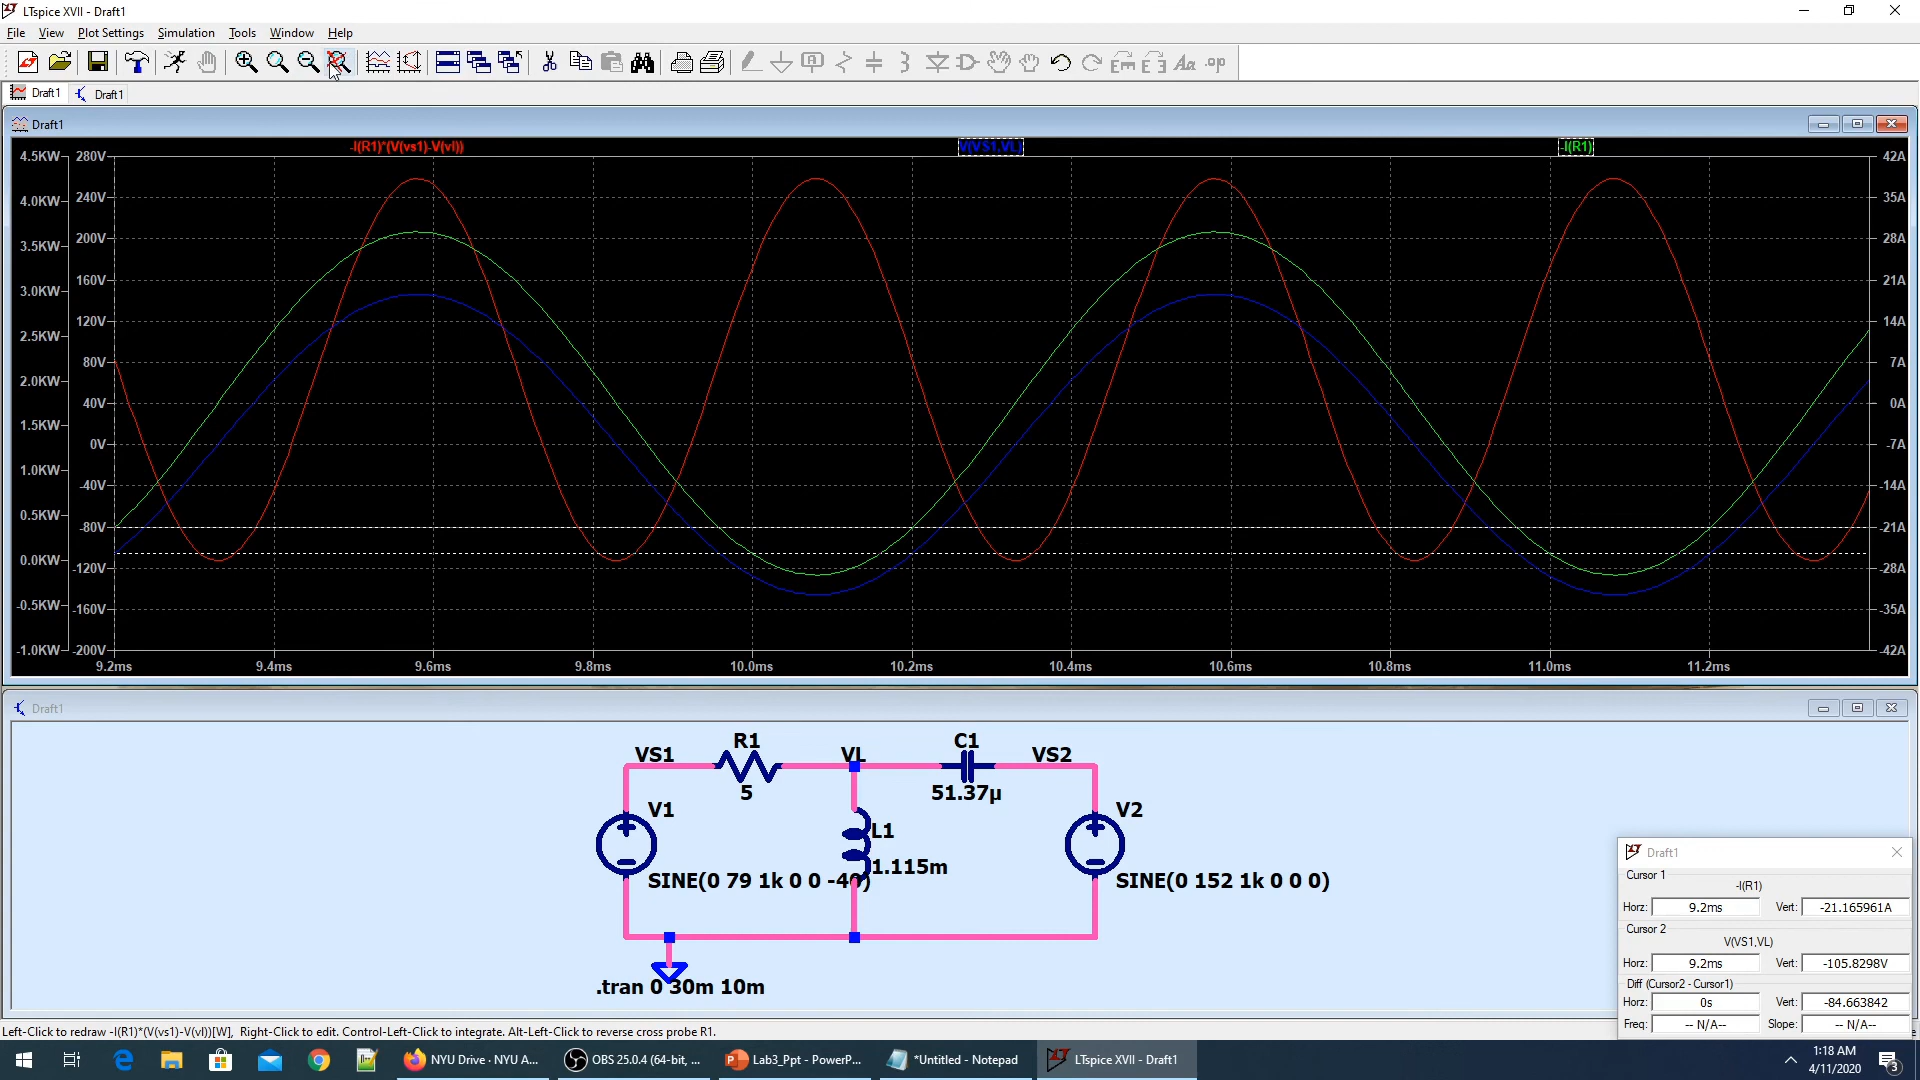 LTspice XVII - Draft1
File View Plot Settings Simulation Tools Window Help
Draft1 Draft1
Draft1
-I(R1)*(V(vs1)-V(vl)) V(VS1,VL) -I(R1)
4.5KW 280V 42A
4.0KW 240V 35A
3.5KW 200V 28A
3.0KW 160V 21A
2.5KW 120V 14A
2.0KW 80V 7A
1.5KW 40V 0A
1.0KW 0V -7A
0.5KW -40V -14A
0.0KW -80V -21A
-0.5KW -120V -28A
-1.0KW -160V -35A
-200V -42A
9.2ms 9.4ms 9.6ms 9.8ms 10.0ms 10.2ms 10.4ms 10.6ms 10.8ms 11.0ms 11.2ms
Draft1
R1 C1
VS1 VL VS2
5 51.37µ
V1 V2
L1
1.115m
SINE(0 79 1k 0 0 -40) SINE(0 152 1k 0 0 0)
.tran 0 30m 10m
Draft1
Cursor 1
-I(R1)
Horz: 9.2ms Vert: -21.165961A
Cursor 2
V(VS1,VL)
Horz: 9.2ms Vert: -105.8298V
Diff (Cursor2 - Cursor1)
Horz: 0s Vert: -84.663842
Freq: -- N/A-- Slope: -- N/A--
Left-Click to redraw -I(R1)*(V(vs1)-V(vl))[W], Right-Click to edit. Control-Left-Click to integrate. Alt-Left-Click to reverse cross probe R1.
NYU Drive · NYU A... OBS 25.0.4 (64-bit, ... Lab3_Ppt - PowerP... *Untitled - Notepad LTspice XVII - Draft1
1:18 AM
4/11/2020
3